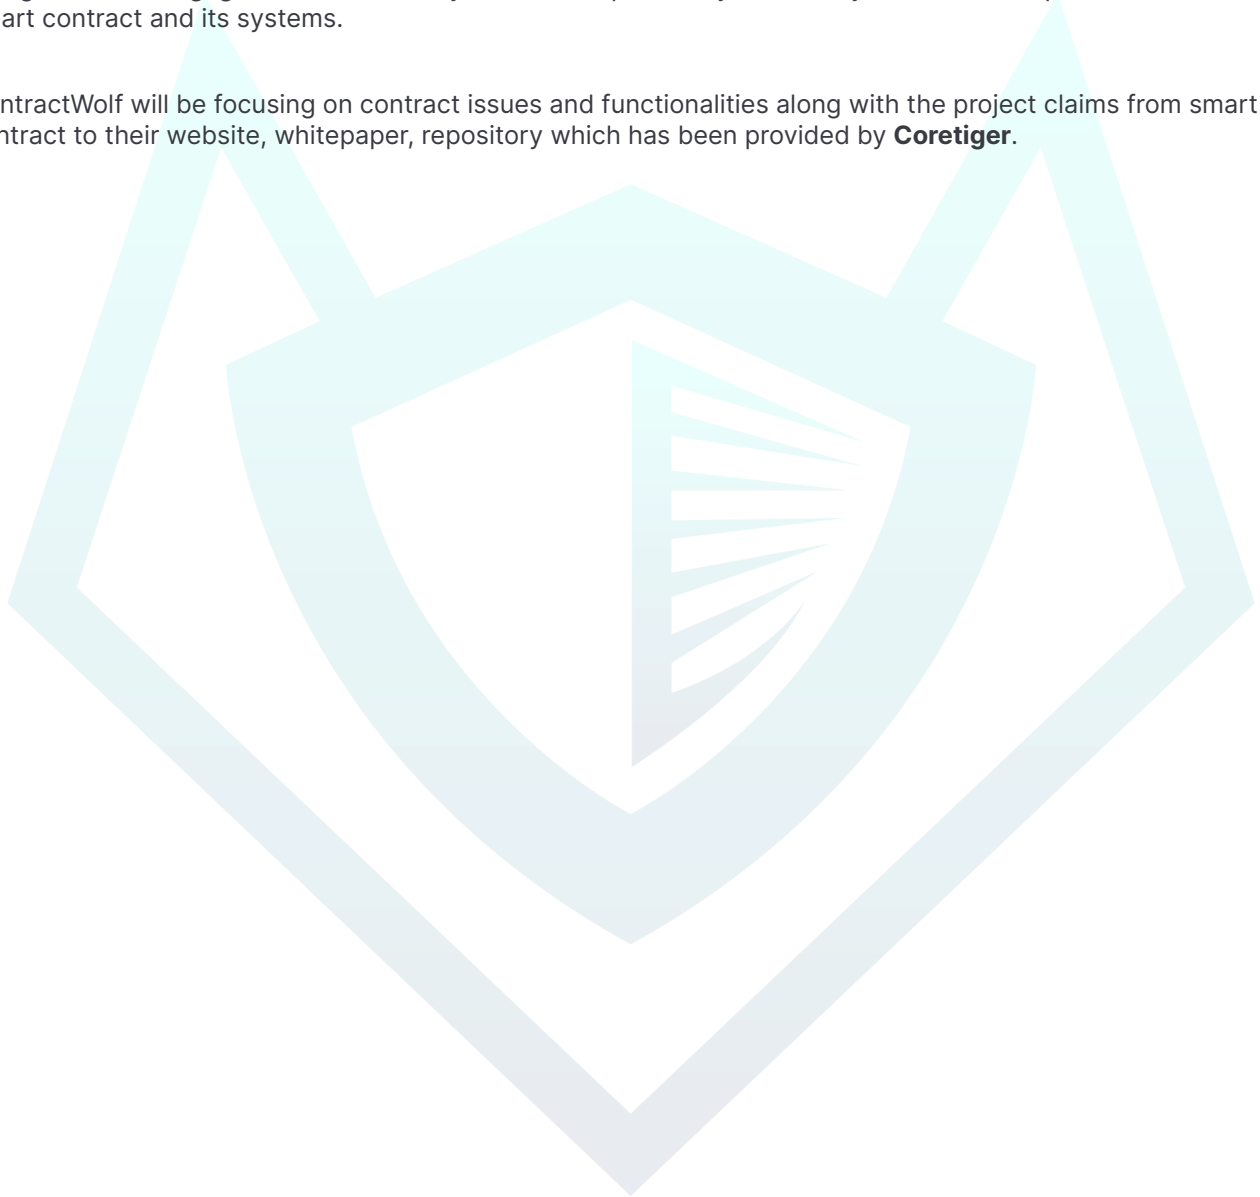 art contract and its systems.
ntractWolf will be focusing on contract issues and functionalities along with the project claims from smart
ntract to their website, whitepaper, repository which has been provided by Coretiger.